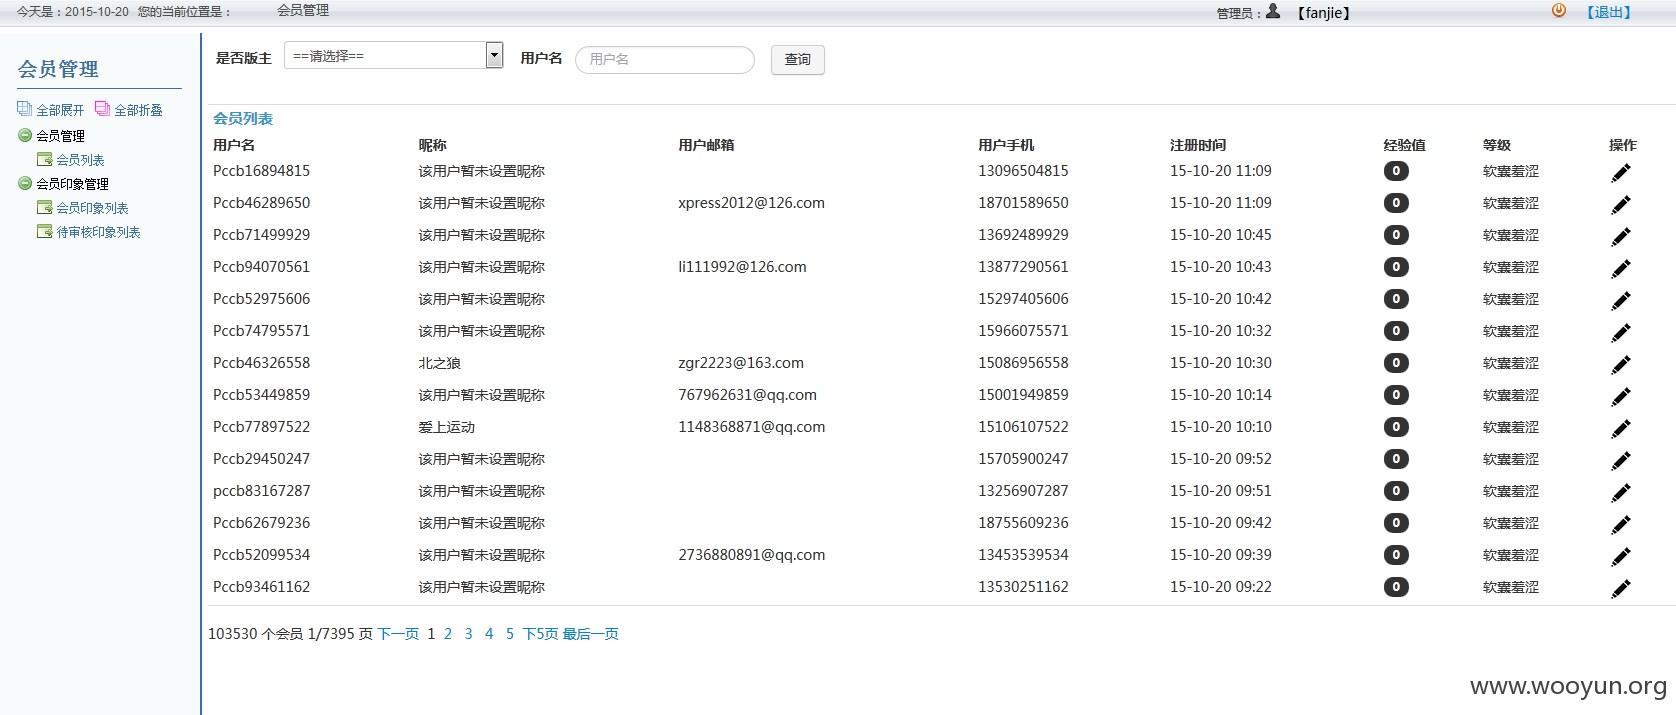 今天是：2015-10-20 您的当前位置是： 会员管理 管理员： 【fanjie】 【退出】
会员管理
全部展开 全部折叠
会员管理
会员列表
会员印象管理
会员印象列表
待审核印象列表
是否版主 ==请选择== 用户名 用户名 查询
会员列表
用户名 昵称 用户邮箱 用户手机 注册时间 经验值 等级 操作
Pccb16894815 该用户暂未设置昵称 13096504815 15-10-20 11:09 0 软囊羞涩
Pccb46289650 该用户暂未设置昵称 xpress2012@126.com 18701589650 15-10-20 11:09 0 软囊羞涩
Pccb71499929 该用户暂未设置昵称 13692489929 15-10-20 10:45 0 软囊羞涩
Pccb94070561 该用户暂未设置昵称 li111992@126.com 13877290561 15-10-20 10:43 0 软囊羞涩
Pccb52975606 该用户暂未设置昵称 15297405606 15-10-20 10:42 0 软囊羞涩
Pccb74795571 该用户暂未设置昵称 15966075571 15-10-20 10:32 0 软囊羞涩
Pccb46326558 北之狼 zgr2223@163.com 15086956558 15-10-20 10:30 0 软囊羞涩
Pccb53449859 该用户暂未设置昵称 767962631@qq.com 15001949859 15-10-20 10:14 0 软囊羞涩
Pccb77897522 爱上运动 1148368871@qq.com 15106107522 15-10-20 10:10 0 软囊羞涩
Pccb29450247 该用户暂未设置昵称 15705900247 15-10-20 09:52 0 软囊羞涩
pccb83167287 该用户暂未设置昵称 13256907287 15-10-20 09:51 0 软囊羞涩
Pccb62679236 该用户暂未设置昵称 18755609236 15-10-20 09:42 0 软囊羞涩
Pccb52099534 该用户暂未设置昵称 2736880891@qq.com 13453539534 15-10-20 09:39 0 软囊羞涩
Pccb93461162 该用户暂未设置昵称 13530251162 15-10-20 09:22 0 软囊羞涩
103530 个会员 1/7395 页 下一页 1 2 3 4 5 下5页 最后一页
www.wooyun.org